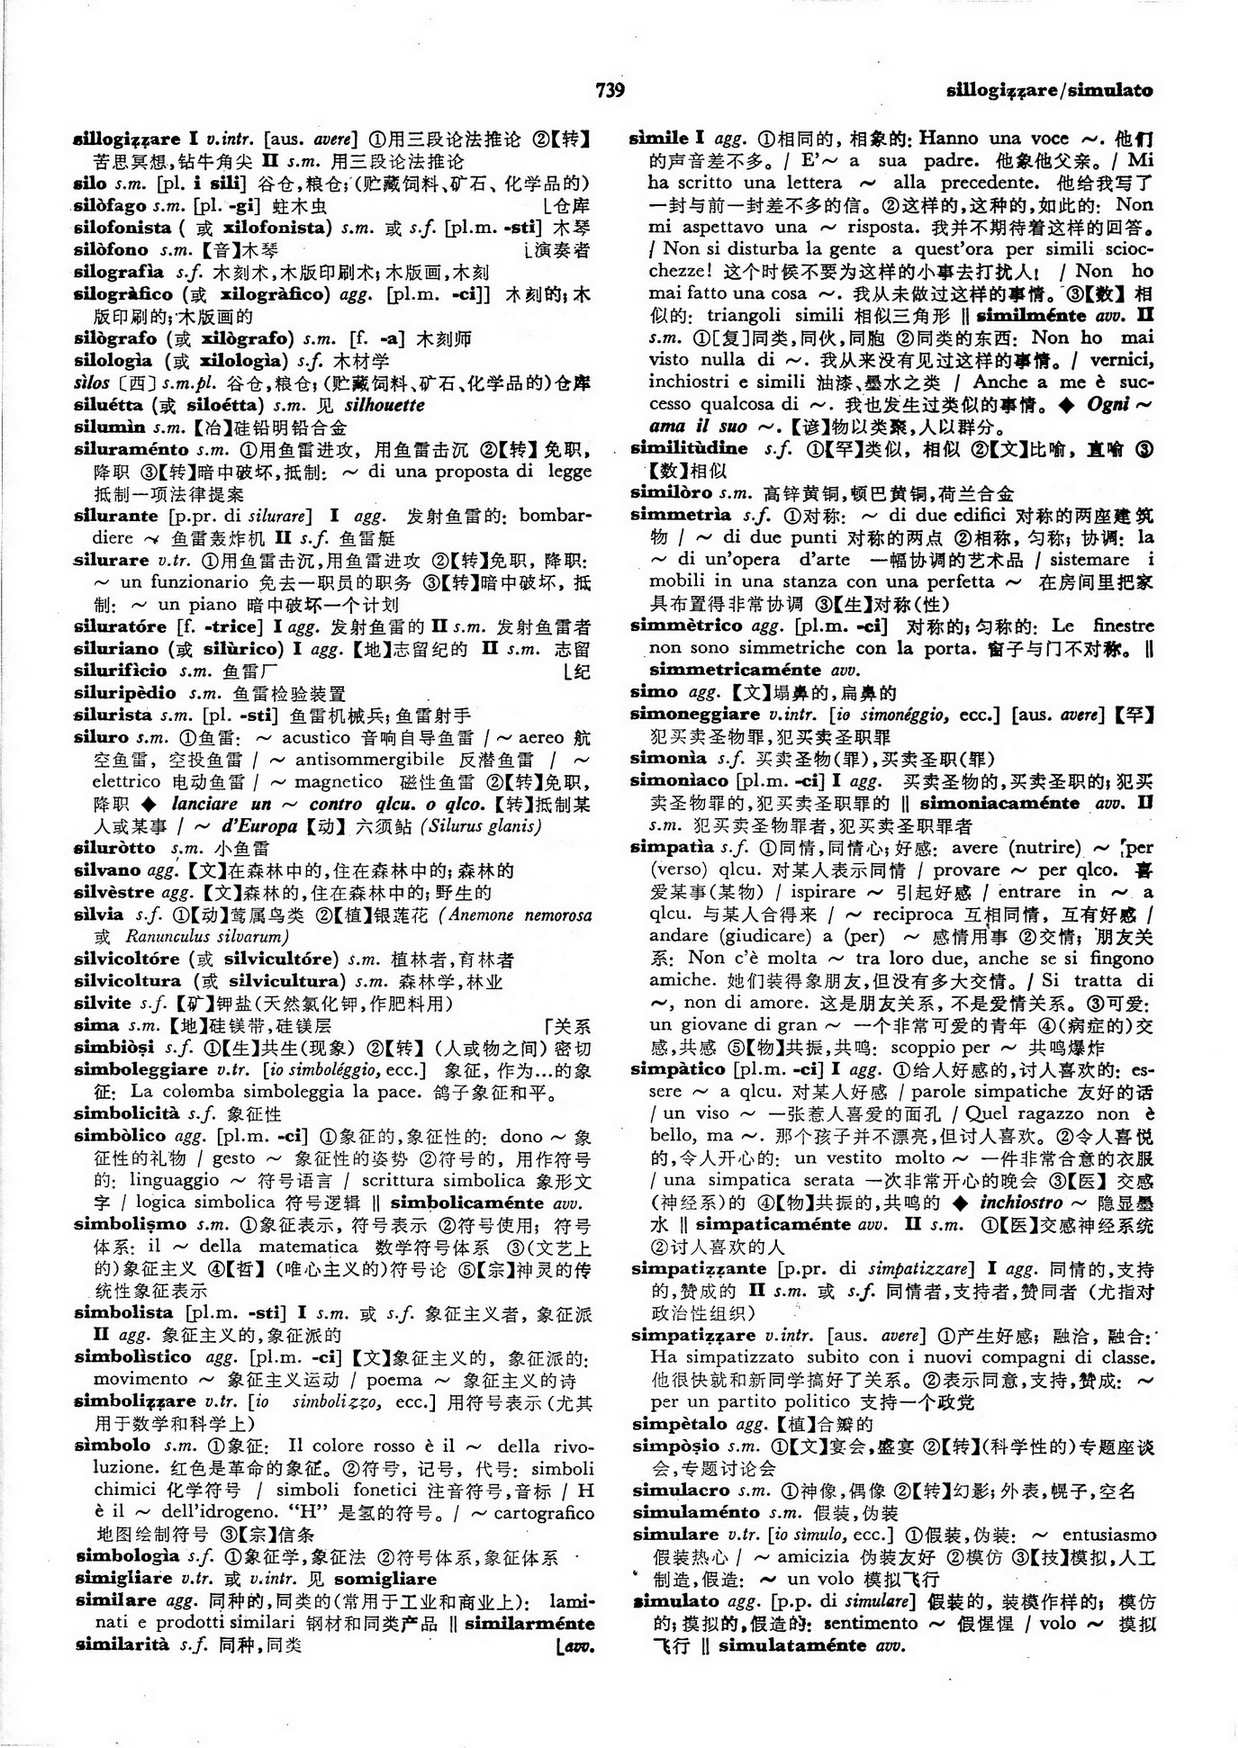 739
sillogizzare/simulato
sillogizzare I v.intr. [aus. avere] ①用三段论法推论 ②【转】
苦思冥想,钻牛角尖 II s.m. 用三段论法推论
silo s.m. [pl. i sili] 谷仓,粮仓; (贮藏饲料、矿石、化学品的)
silòfago s.m. [pl. -gi] 蛀木虫 ⌊仓库
silofonista ( 或 xilofonista) s.m. 或 s.f. [pl.m. -sti] 木琴
silòfono s.m. 【音】木琴 ⌊演奏者
silografìa s.f. 木刻术,木版印刷术; 木版画,木刻
silogràfico (或 xilogràfico) agg. [pl.m. -ci]] 木刻的; 木
版印刷的; 木版画的
silògrafo (或 xilògrafo) s.m. [f. -a] 木刻师
silologìa (或 xilologìa) s.f. 木材学
sìlos 〔西〕 s.m.pl. 谷仓,粮仓; (贮藏饲料、矿石、化学品的)仓库
siluétta (或 siloétta) s.m. 见 silhouette
silumìn s.m. 【冶】硅铅明铝合金
siluraménto s.m. ①用鱼雷进攻, 用鱼雷击沉 ②【转】免职,
降职 ③【转】暗中破坏,抵制: ～ di una proposta di legge
抵制一项法律提案
silurante [p.pr. di silurare] I agg. 发射鱼雷的: bombar-
diere ～ 鱼雷轰炸机 II s.f. 鱼雷艇
silurare v.tr. ①用鱼雷击沉,用鱼雷进攻 ②【转】免职, 降职:
～ un funzionario 免去一职员的职务 ③【转】暗中破坏, 抵
制: ～ un piano 暗中破坏一个计划
siluratóre [f. -trice] I agg. 发射鱼雷的 II s.m. 发射鱼雷者
siluriano (或 silùrico) I agg. 【地】志留纪的 II s.m. 志留
silurifìcio s.m. 鱼雷厂 ⌊纪
siluripèdio s.m. 鱼雷检验装置
silurista s.m. [pl. -sti] 鱼雷机械兵; 鱼雷射手
siluro s.m. ①鱼雷: ～ acustico 音响自导鱼雷 / ～ aereo 航
空鱼雷, 空投鱼雷 / ～ antisommergibile 反潜鱼雷 / ～
elettrico 电动鱼雷 / ～ magnetico 磁性鱼雷 ②【转】免职,
降职 ◆ lanciare un ～ contro qlcu. o qlco. 【转】抵制某
人或某事 / ～ d'Europa 【动】 六须鲇 (Silurus glanis)
siluròtto s.m. 小鱼雷
silvano agg. 【文】在森林中的,住在森林中的; 森林的
silvèstre agg. 【文】森林的,住在森林中的; 野生的
sìlvia s.f. ①【动】莺属鸟类 ②【植】银莲花 (Anemone nemorosa
或 Ranunculus silvarum)
silvicoltóre (或 silvicultóre) s.m. 植林者,育林者
silvicoltura (或 silvicultura) s.m. 森林学,林业
silvite s.f. 【矿】钾盐(天然氯化钾,作肥料用)
sima s.m. 【地】硅镁带,硅镁层 ⌈关系
simbiòsi s.f. ①【生】共生(现象) ②【转】 (人或物之间) 密切
simboleggiare v.tr. [io simboléggio, ecc.] 象征, 作为…的象
征: La colomba simboleggia la pace. 鸽子象征和平。
simbolicità s.f. 象征性
simbòlico agg. [pl.m. -ci] ①象征的,象征性的: dono ～ 象
征性的礼物 / gesto ～ 象征性的姿势 ②符号的, 用作符号
的: linguaggio ～ 符号语言 / scrittura simbolica 象形文
字 / logica simbolica 符号逻辑 ‖ simbolicaménte avv.
simbolismo s.m. ①象征表示, 符号表示 ②符号使用; 符号
体系: il ～ della matematica 数学符号体系 ③(文艺上
的)象征主义 ④【哲】 (唯心主义的)符号论 ⑤【宗】神灵的传
统性象征表示
simbolista [pl.m. -sti] I s.m. 或 s.f. 象征主义者, 象征派
II agg. 象征主义的,象征派的
simbolìstico agg. [pl.m. -ci] 【文】象征主义的, 象征派的:
movimento ～ 象征主义运动 / poema ～ 象征主义的诗
simbolizzare v.tr. [io simbolizzo, ecc.] 用符号表示 (尤其
用于数学和科学上)
sìmbolo s.m. ①象征: Il colore rosso è il ～ della rivo-
luzione. 红色是革命的象征。②符号, 记号, 代号: simboli
chimici 化学符号 / simboli fonetici 注音符号,音标 / H
è il ～ dell'idrogeno. “H” 是氢的符号。/ ～ cartografico
地图绘制符号 ③【宗】信条
simbologìa s.f. ①象征学,象征法 ②符号体系,象征体系
simigliare v.tr. 或 v.intr. 见 somigliare
similare agg. 同种的,同类的(常用于工业和商业上): lami-
nati e prodotti similari 钢材和同类产品 ‖ similarménte
similarità s.f. 同种,同类 ⌊avv.
sìmile I agg. ①相同的, 相象的: Hanno una voce ～. 他们
的声音差不多。/ E'～ a sua padre. 他象他父亲。/ Mi
ha scritto una lettera ～ alla precedente. 他给我写了
一封与前一封差不多的信。②这样的,这种的,如此的: Non
mi aspettavo una ～ risposta. 我并不期待着这样的回答。
/ Non si disturba la gente a quest'ora per simili scioc-
chezze! 这个时候不要为这样的小事去打扰人! / Non ho
mai fatto una cosa ～. 我从未做过这样的事情。③【数】 相
似的: triangoli simili 相似三角形 ‖ similménte avv. II
s.m. ①[复]同类,同伙,同胞 ②同类的东西: Non ho mai
visto nulla di ～. 我从来没有见过这样的事情。/ vernici,
inchiostri e simili 油漆、墨水之类 / Anche a me è suc-
cesso qualcosa di ～. 我也发生过类似的事情。◆ Ogni ～
ama il suo ～. 【谚】物以类聚,人以群分。
similitùdine s.f. ①【罕】类似, 相似 ②【文】比喻, 直喻 ③
【数】相似
similòro s.m. 高锌黄铜,顿巴黄铜,荷兰合金
simmetrìa s.f. ①对称: ～ di due edifici 对称的两座建筑
物 / ～ di due punti 对称的两点 ②相称, 匀称; 协调: la
～ di un'opera d'arte 一幅协调的艺术品 / sistemare i
mobili in una stanza con una perfetta ～ 在房间里把家
具布置得非常协调 ③【生】对称(性)
simmètrico agg. [pl.m. -ci] 对称的; 匀称的: Le finestre
non sono simmetriche con la porta. 窗子与门不对称。‖
simmetricaménte avv.
simo agg. 【文】塌鼻的,扁鼻的
simoneggiare v.intr. [io simonéggio, ecc.] [aus. avere] 【罕】
犯买卖圣物罪,犯买卖圣职罪
simonìa s.f. 买卖圣物(罪),买卖圣职(罪)
simonìaco [pl.m. -ci] I agg. 买卖圣物的,买卖圣职的; 犯买
卖圣物罪的,犯买卖圣职罪的 ‖ simoniacaménte avv. II
s.m. 犯买卖圣物罪者,犯买卖圣职罪者
simpatìa s.f. ①同情,同情心; 好感: avere (nutrire) ～ per
(verso) qlcu. 对某人表示同情 / provare ～ per qlco. 喜
爱某事(某物) / ispirare ～ 引起好感 / entrare in ～ a
qlcu. 与某人合得来 / ～ reciproca 互相同情, 互有好感 /
andare (giudicare) a (per) ～ 感情用事 ②交情; 朋友关
系: Non c'è molta ～ tra loro due, anche se si fingono
amiche. 她们装得象朋友,但没有多大交情。/ Si tratta di
～, non di amore. 这是朋友关系, 不是爱情关系。③可爱:
un giovane di gran ～ 一个非常可爱的青年 ④(病症的)交
感,共感 ⑤【物】共振,共鸣: scoppio per ～ 共鸣爆炸
simpàtico [pl.m. -ci] I agg. ①给人好感的,讨人喜欢的: es-
sere ～ a qlcu. 对某人好感 / parole simpatiche 友好的话
/ un viso ～ 一张惹人喜爱的面孔 / Quel ragazzo non è
bello, ma ～. 那个孩子并不漂亮,但讨人喜欢。②令人喜悦
的,令人开心的: un vestito molto ～ 一件非常合意的衣服
/ una simpatica serata 一次非常开心的晚会 ③【医】 交感
(神经系)的 ④【物】共振的,共鸣的 ◆ inchiostro ～ 隐显墨
水 ‖ simpaticaménte avv. II s.m. ①【医】交感神经系统
②讨人喜欢的人
simpatizzante [p.pr. di simpatizzare] I agg. 同情的,支持
的,赞成的 II s.m. 或 s.f. 同情者,支持者,赞同者 (尤指对
政治性组织)
simpatizzare v.intr. [aus. avere] ①产生好感; 融洽, 融合:
Ha simpatizzato subito con i nuovi compagni di classe.
他很快就和新同学搞好了关系。②表示同意,支持,赞成: ～
per un partito politico 支持一个政党
simpètalo agg. 【植】合瓣的
simpòsio s.m. ①【文】宴会,盛宴 ②【转】(科学性的)专题座谈
会,专题讨论会
simulacro s.m. ①神像,偶像 ②【转】幻影; 外表,幌子,空名
simulaménto s.m. 假装,伪装
simulare v.tr. [io sìmulo, ecc.] ①假装,伪装: ～ entusiasmo
假装热心 / ～ amicizia 伪装友好 ②模仿 ③【技】模拟,人工
制造,假造: ～ un volo 模拟飞行
simulato agg. [p.p. di simulare] 假装的, 装模作样的; 模仿
的; 摸拟的,假造的: sentimento ～ 假惺惺 / volo ～ 摸拟
飞行 ‖ simulataménte avv.